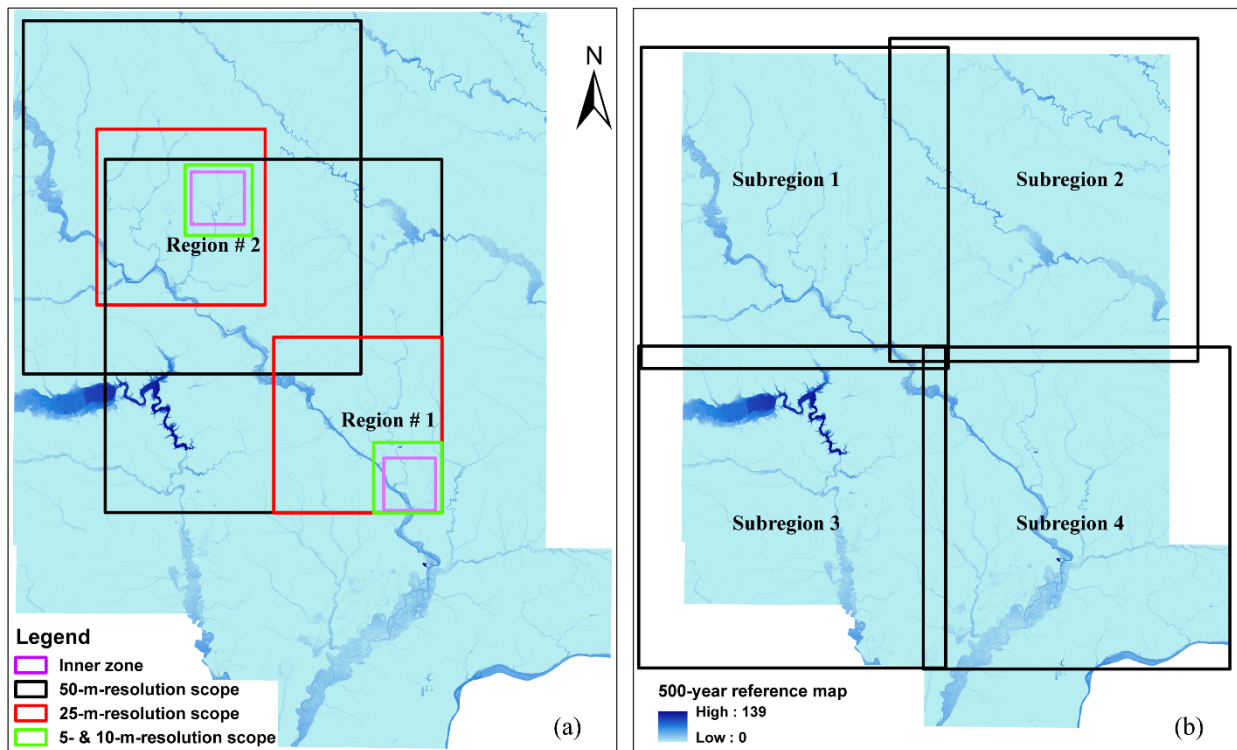 N
Region # 2
Region # 1
Legend
Inner zone
50-m-resolution scope
25-m-resolution scope
5- & 10-m-resolution scope
(a)
Subregion 1
Subregion 2
Subregion 3
Subregion 4
500-year reference map
High : 139
Low : 0
(b)